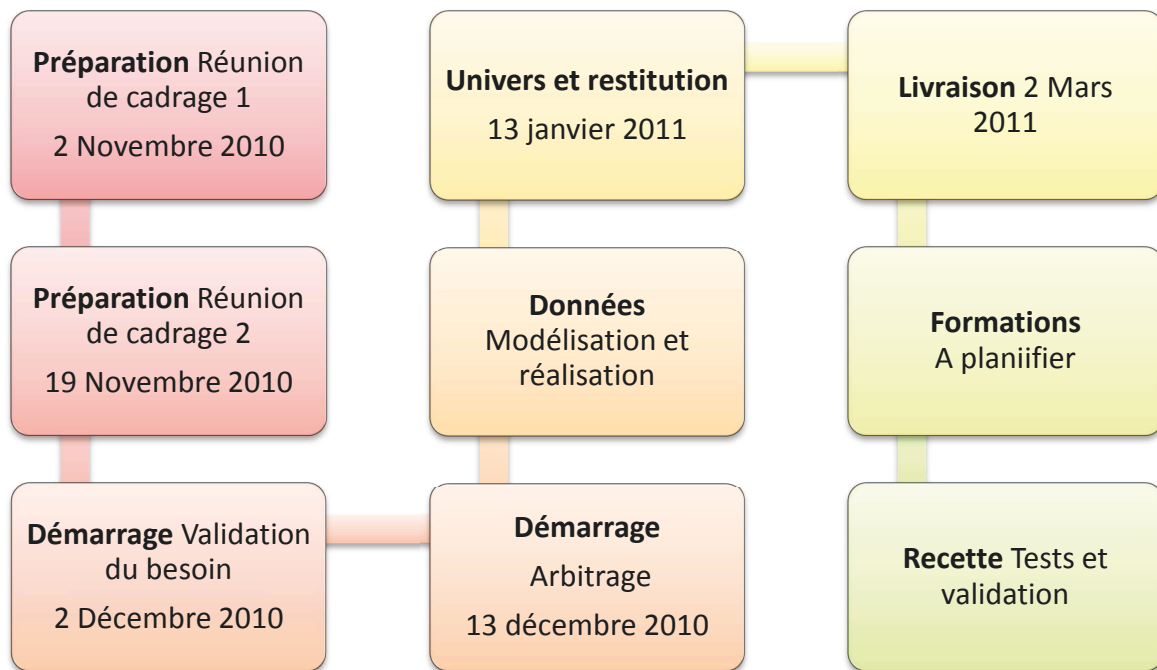 Préparation Réunion
de cadrage 1
2 Novembre 2010
Préparation Réunion
de cadrage 2
19 Novembre 2010
Démarrage Validation
du besoin
2 Décembre 2010
Démarrage
Arbitrage
13 décembre 2010
Données
Modélisation et
réalisation
Univers et restitution
13 janvier 2011
Livraison 2 Mars
2011
Formations
A planiifier
Recette Tests et
validation